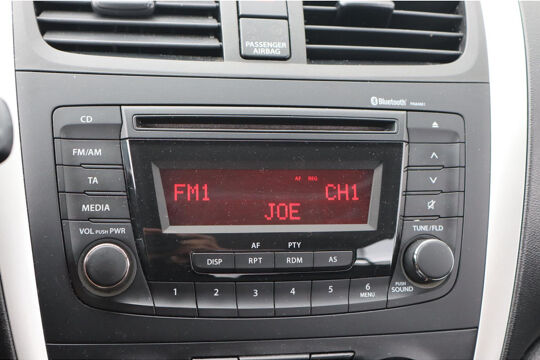 PASSENGER
AIRBAG
Bluetooth
CD
FM/AM
TA
MEDIA
VOL PUSH PWR
AF REG
FM1 CH1
JOE
TUNE/FLD
AF PTY
DISP RPT RDM AS
1 2 3 4 5 6
MENU
PUSH
SOUND